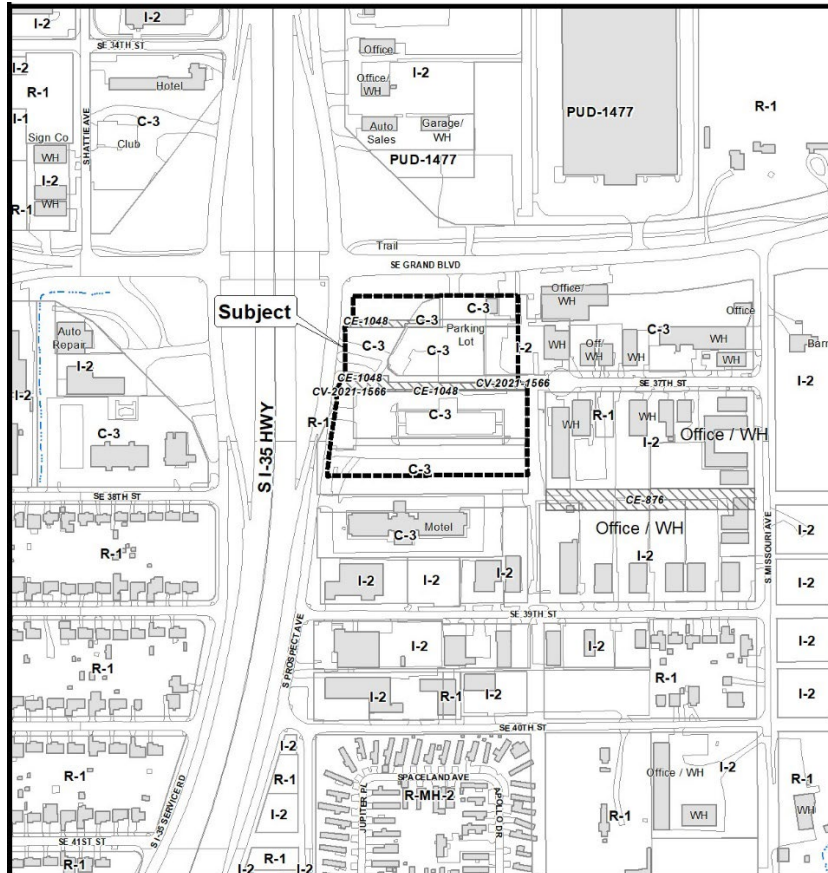 I-2
I-2
SE 34TH ST
Office
I-2
Hotel
Office/
WH
I-2
R-1
I-1
SHATTIE AVE
C-3
Club
Sign Co
WH
I-2
WH
R-1
Auto
Sales
Garage/
WH
PUD-1477
PUD-1477
R-1
Trail
SE GRAND BLVD
Subject
CE-1048
C-3
C-3
Parking
Lot
C-3
C-3
I-2
Office/
WH
Office
C-3
WH
Off/
WH
WH
WH
WH
Barn
Auto
Repair
I-2
I-2
CE-1048
CV-2021-1566
CE-1048
CV-2021-1566
SE 37TH ST
C-3
C-3
R-1
C-3
S I-35 HWY
R-1
WH
WH
I-2
Office / WH
CE-876
Office / WH
I-2
S MISSOURI AVE
I-2
I-2
SE 38TH ST
R-1
Motel
C-3
I-2
I-2
I-2
SE 39TH ST
S PROSPECT AVE
R-1
I-2
I-2
I-2
I-2
R-1
I-2
R-1
I-2
I-2
SE 40TH ST
R-1
I-2
R-1
I-2
R-1
I-2
SPACELAND AVE
R-MH-2
JUPITER PL
APOLLO DR
Office / WH
I-2
WH
R-1
R-1
WH
S I-35 SERVICE RD
SE 41ST ST
R-1
I-2